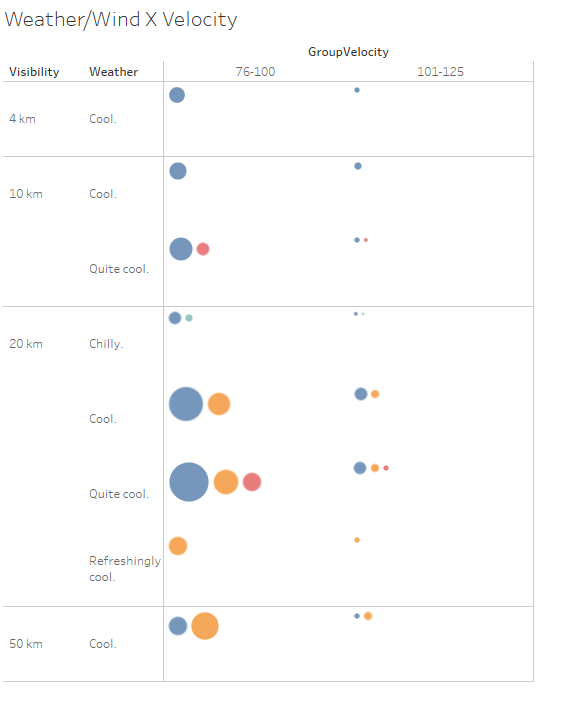 Weather/Wind X Velocity
GroupVelocity
Visibility Weather 76-100 101-125
4 km Cool.
10 km Cool.
Quite cool.
20 km Chilly.
Cool.
Quite cool.
Refreshingly
cool.
50 km Cool.